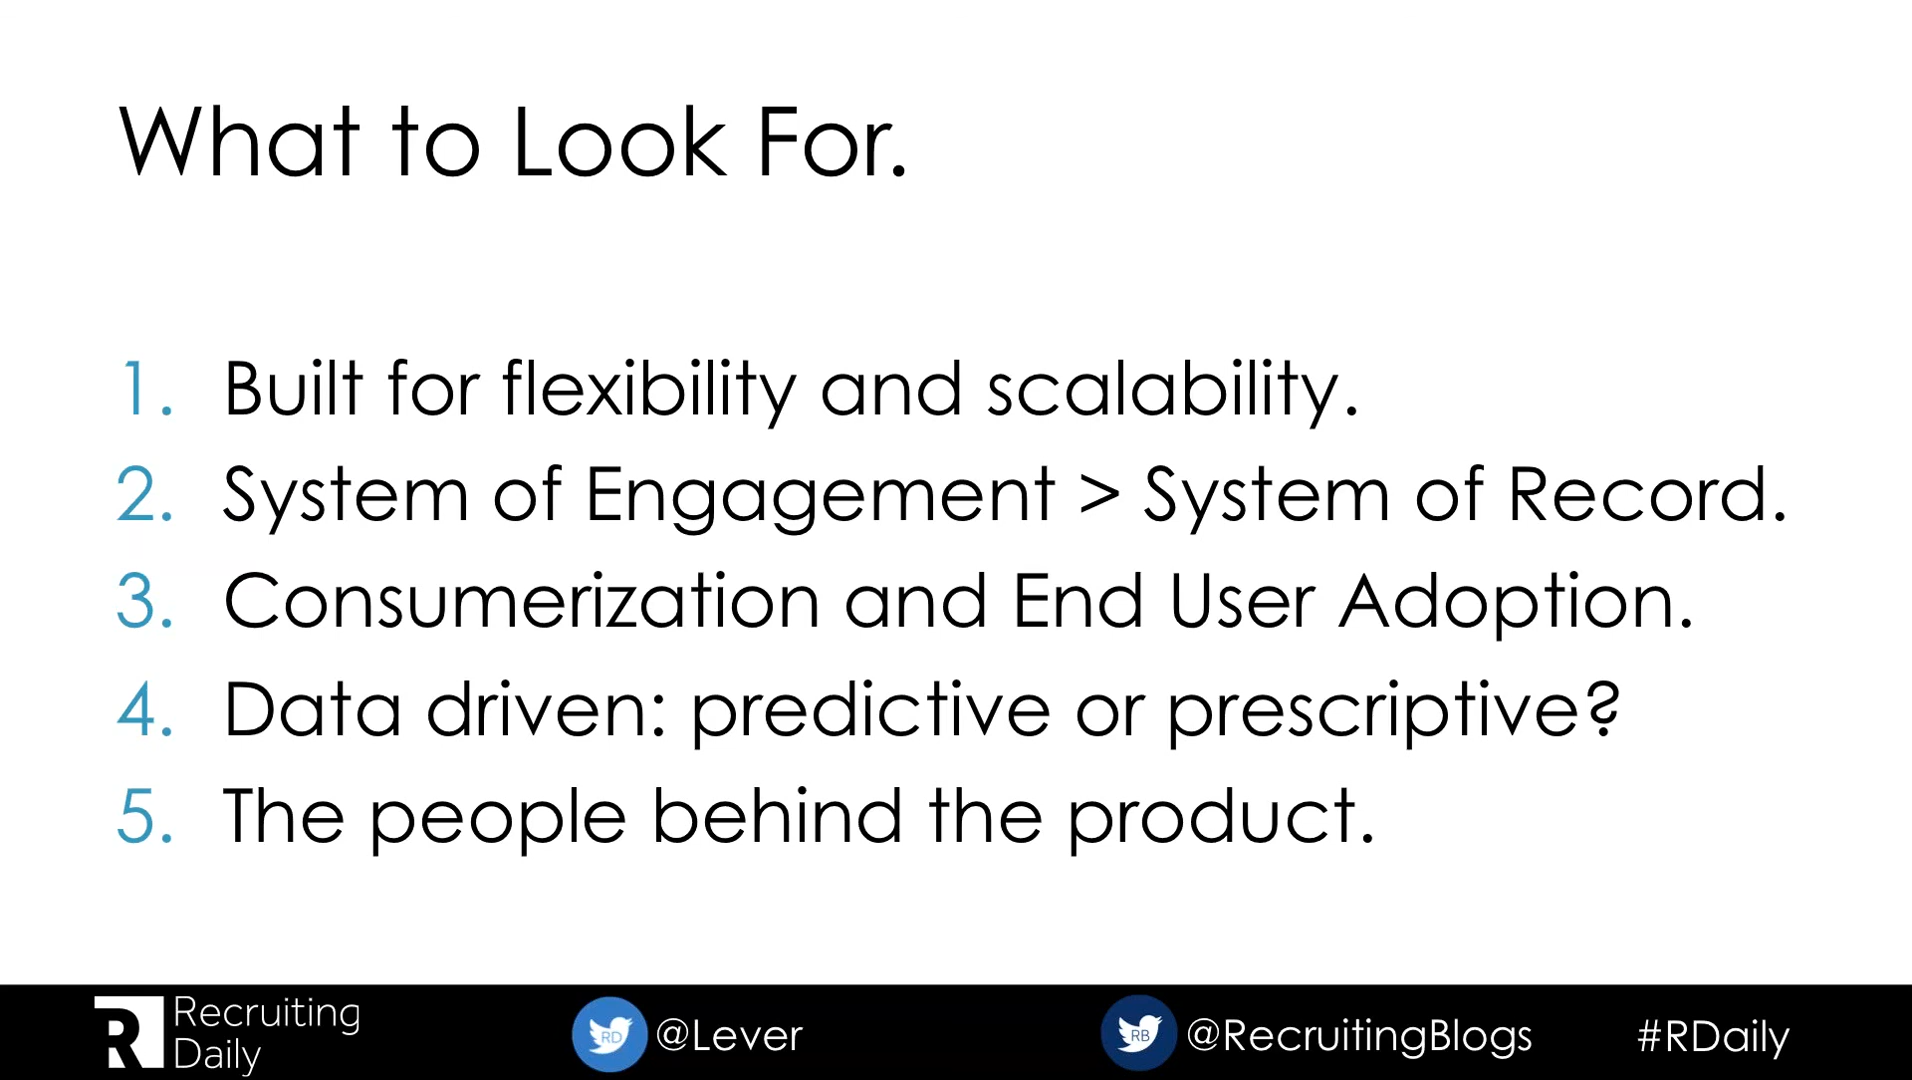 What to Look For.
1. Built for flexibility and scalability.
2. System of Engagement > System of Record.
3. Consumerization and End User Adoption.
4. Data driven: predictive or prescriptive?
5. The people behind the product.
R Recruiting
Daily
RD @Lever
RB @RecruitingBlogs
#RDaily